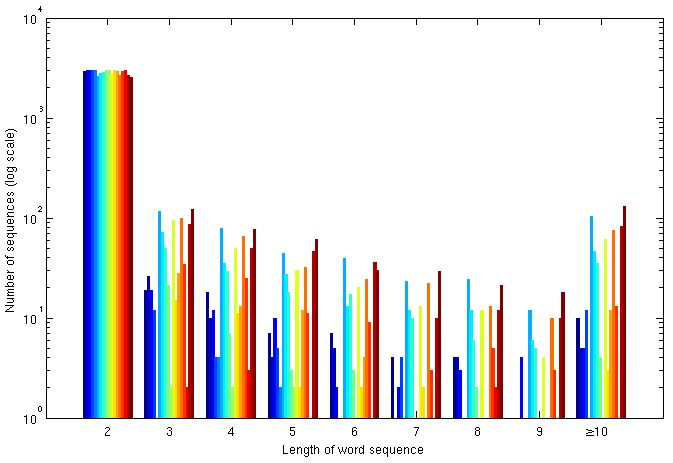 10^4
10^3
10^2
10^1
10^0
Number of sequences (log scale)
2 3 4 5 6 7 8 9 ≥10
Length of word sequence